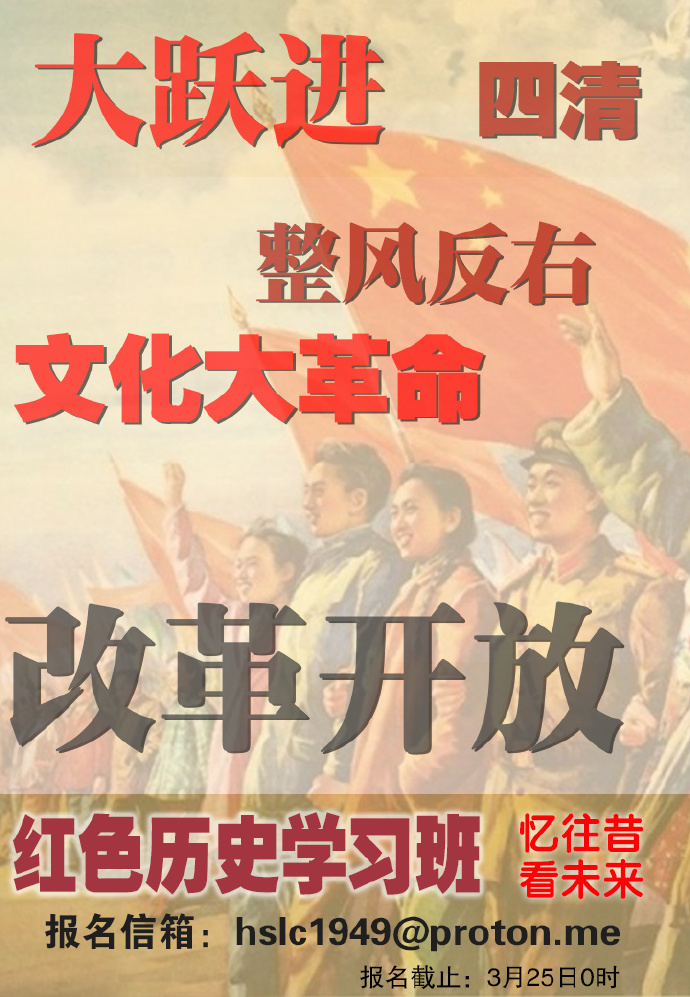 大跃进
四清
整风反右
文化大革命
改革开放
红色历史学习班
忆往昔
看未来
报名信箱：hslc1949@proton.me
报名截止：3月25日0时